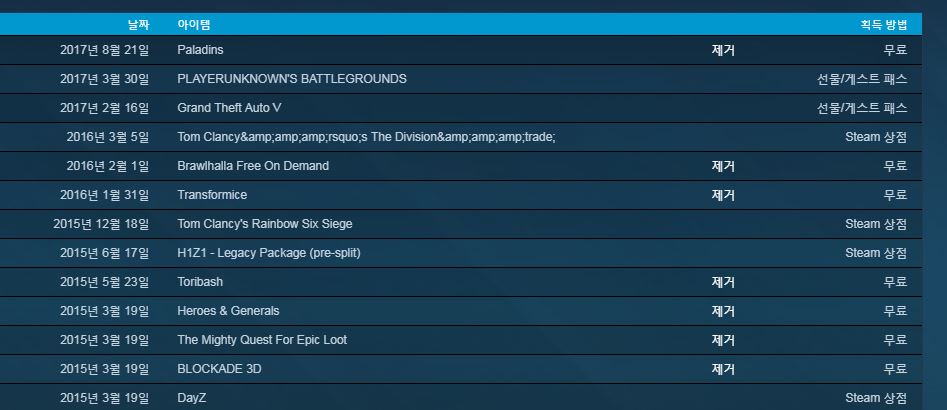 날짜 아이템 획득 방법
2017년 8월 21일 Paladins 제거 무료
2017년 3월 30일 PLAYERUNKNOWN'S BATTLEGROUNDS 선물/게스트 패스
2017년 2월 16일 Grand Theft Auto V 선물/게스트 패스
2016년 3월 5일 Tom Clancy&amp;amp;amp;rsquo;s The Division&amp;amp;amp;trade; Steam 상점
2016년 2월 1일 Brawlhalla Free On Demand 제거 무료
2016년 1월 31일 Transformice 제거 무료
2015년 12월 18일 Tom Clancy's Rainbow Six Siege Steam 상점
2015년 6월 17일 H1Z1 - Legacy Package (pre-split) Steam 상점
2015년 5월 23일 Toribash 제거 무료
2015년 3월 19일 Heroes & Generals 제거 무료
2015년 3월 19일 The Mighty Quest For Epic Loot 제거 무료
2015년 3월 19일 BLOCKADE 3D 제거 무료
2015년 3월 19일 DayZ Steam 상점